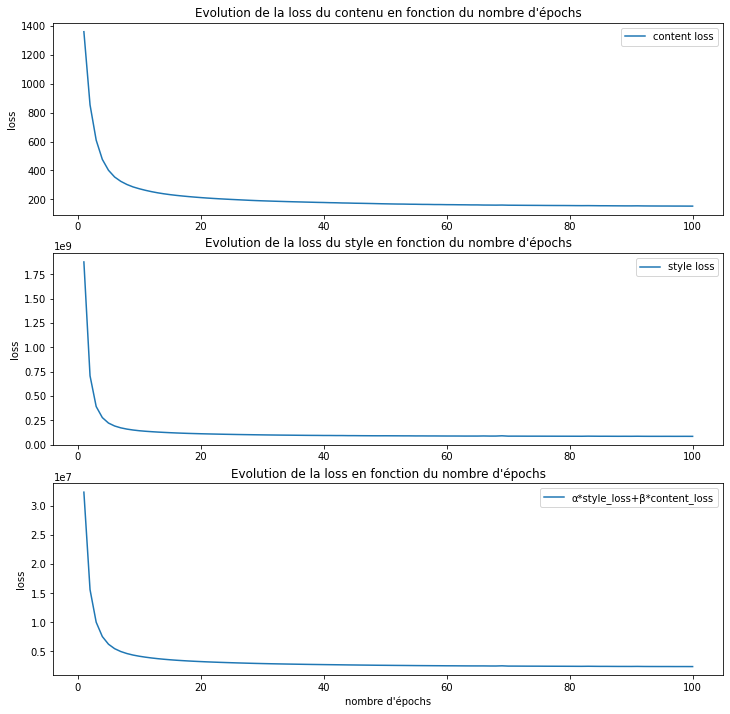 Evolution de la loss du contenu en fonction du nombre d'épochs
1400
1200
1000
800
600
400
200
loss
content loss
0 20 40 60 80 100
Evolution de la loss du style en fonction du nombre d'épochs
1e9
1.75
1.50
1.25
1.00
0.75
0.50
0.25
0.00
loss
style loss
0 20 40 60 80 100
Evolution de la loss en fonction du nombre d'épochs
1e7
3.0
2.5
2.0
1.5
1.0
0.5
loss
α*style_loss+β*content_loss
0 20 40 60 80 100
nombre d'épochs